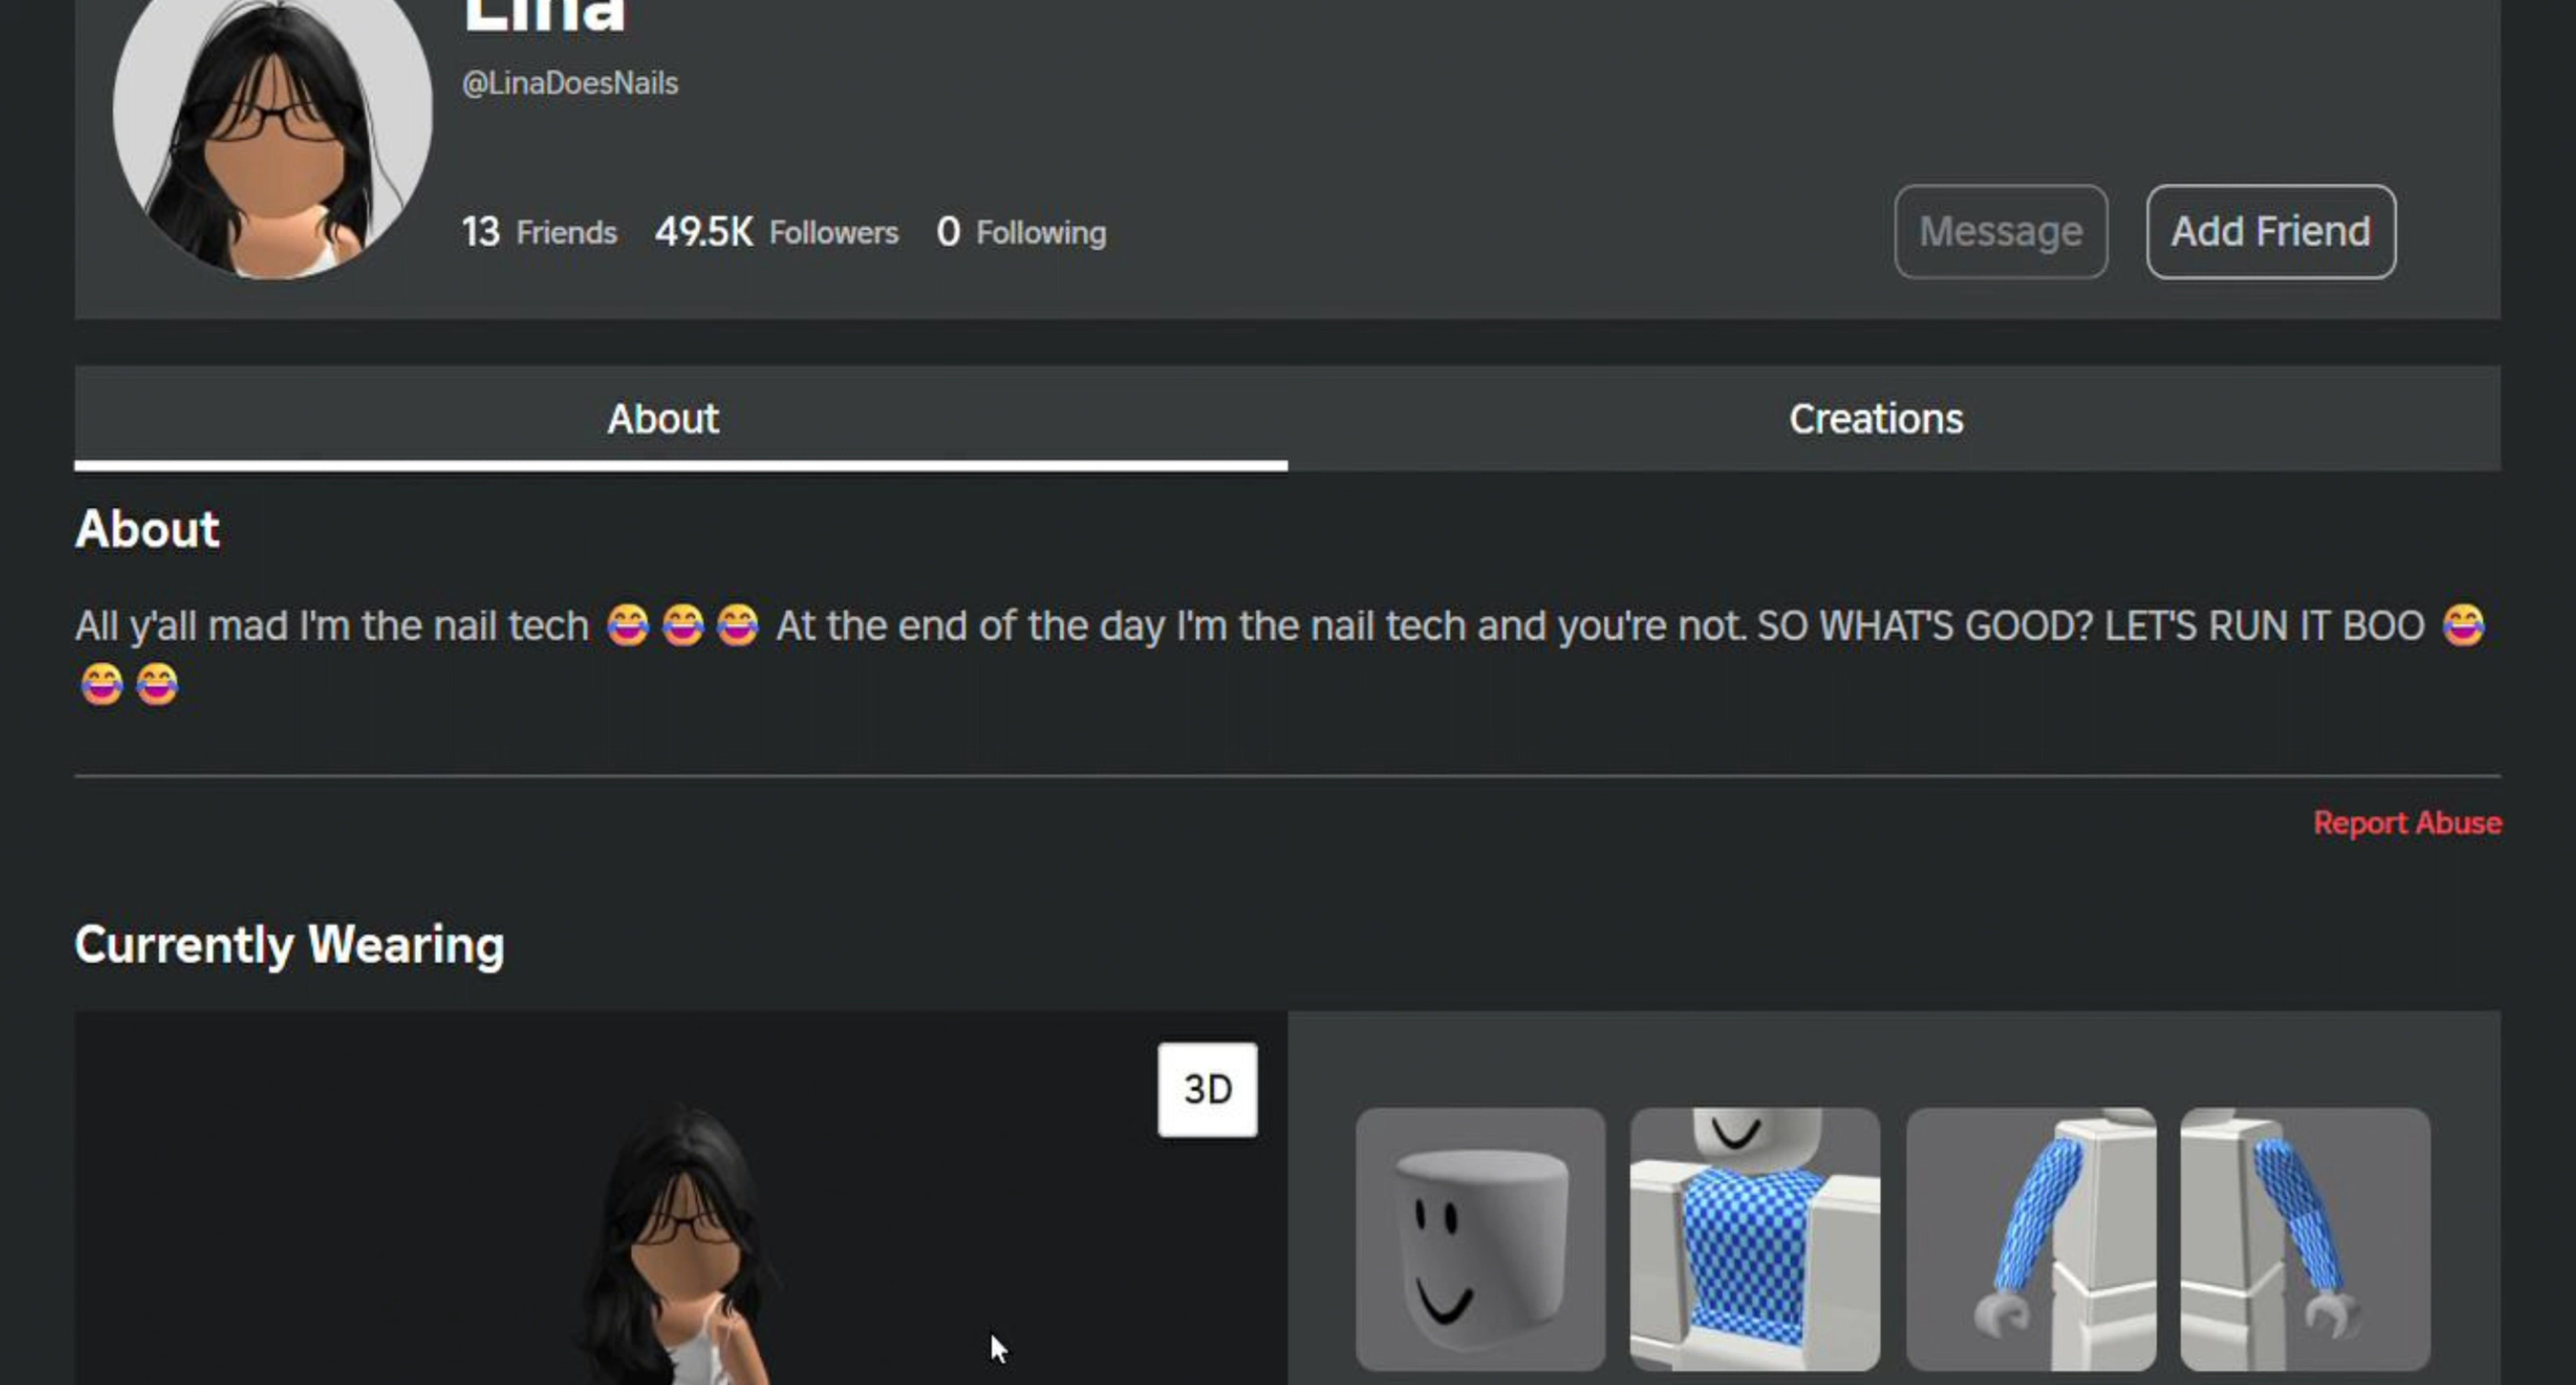 Lina
@LinaDoesNails
13 Friends 49.5K Followers 0 Following
Message
Add Friend
About
Creations
About
All y'all mad I'm the nail tech 😂😂😂 At the end of the day I'm the nail tech and you're not. SO WHAT'S GOOD? LET'S RUN IT BOO 😂
😂😂
Report Abuse
Currently Wearing
3D